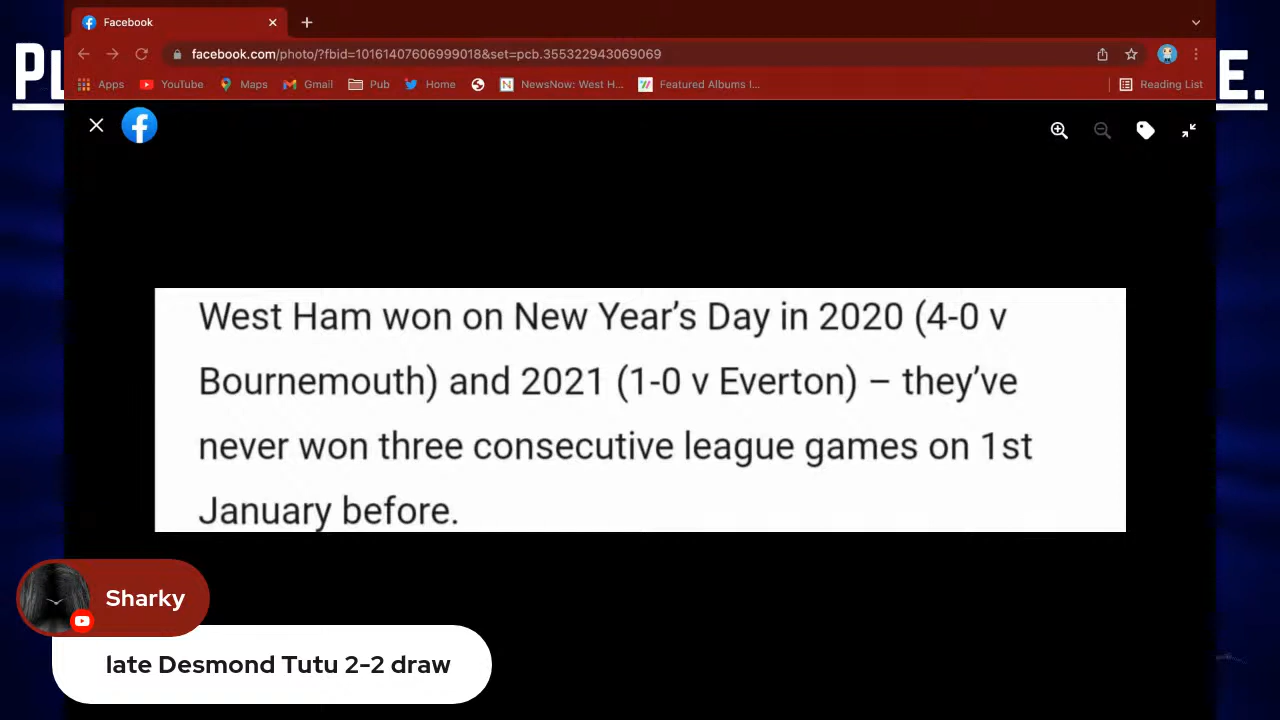 Facebook
PL
E.
facebook.com/photo/?fbid=10161407606999018&set=pcb.355322943069069
Apps YouTube Maps Gmail Pub Home NewsNow: West H... Featured Albums I... Reading List
West Ham won on New Year’s Day in 2020 (4-0 v
Bournemouth) and 2021 (1-0 v Everton) – they’ve
never won three consecutive league games on 1st
January before.
Sharky
late Desmond Tutu 2-2 draw